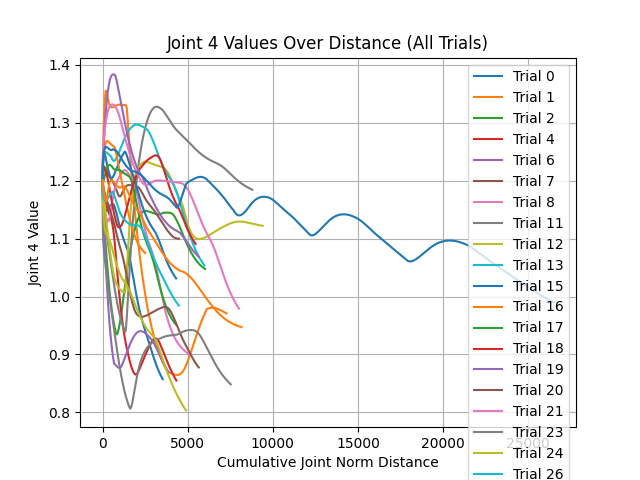 Joint 4 Values Over Distance (All Trials)
Joint 4 Value
1.4
1.3
1.2
1.1
1.0
0.9
0.8
0
5000
10000
15000
20000
25000
Cumulative Joint Norm Distance
Trial 0
Trial 1
Trial 2
Trial 4
Trial 6
Trial 7
Trial 8
Trial 11
Trial 12
Trial 13
Trial 15
Trial 16
Trial 17
Trial 18
Trial 19
Trial 20
Trial 21
Trial 23
Trial 24
Trial 26